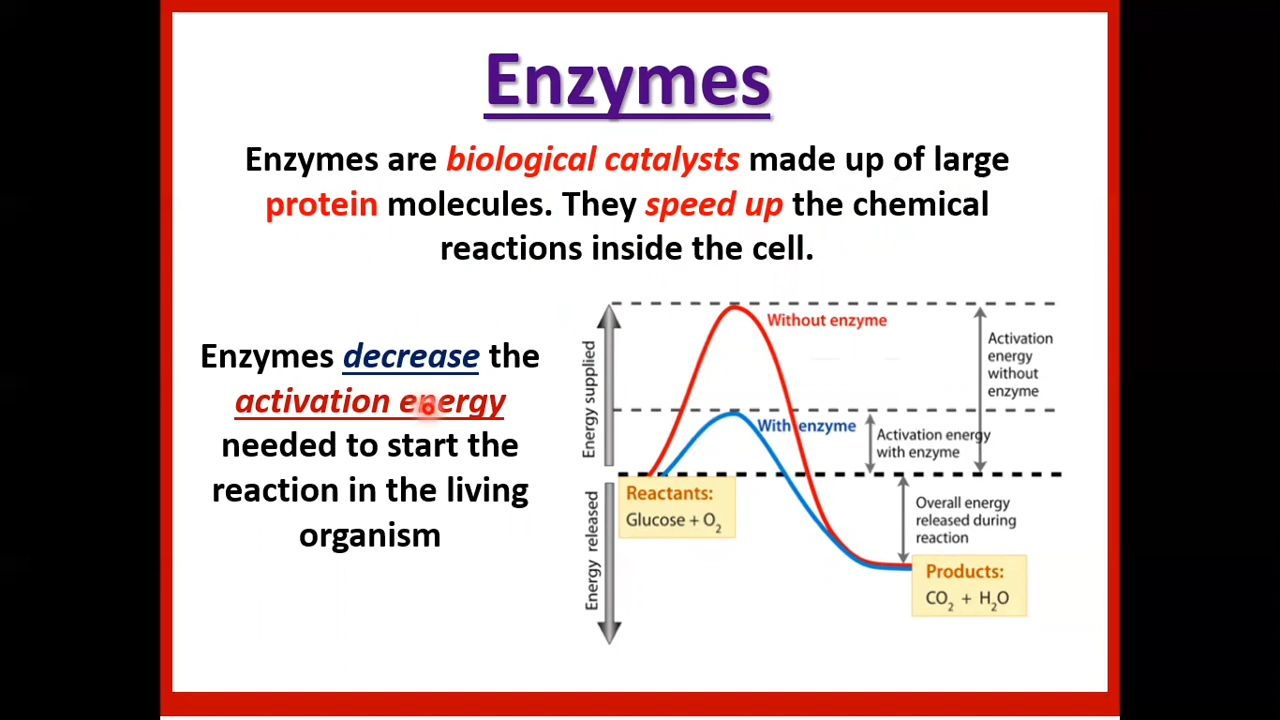 Enzymes
Enzymes are biological catalysts made up of large
protein molecules. They speed up the chemical
reactions inside the cell.
Enzymes decrease the
activation energy
needed to start the
reaction in the living
organism
Energy supplied
Energy released
Without enzyme
With enzyme
Activation
energy
without
enzyme
Activation energy
with enzyme
Reactants:
Glucose + O₂
Overall energy
released during
reaction
Products:
CO₂ + H₂O